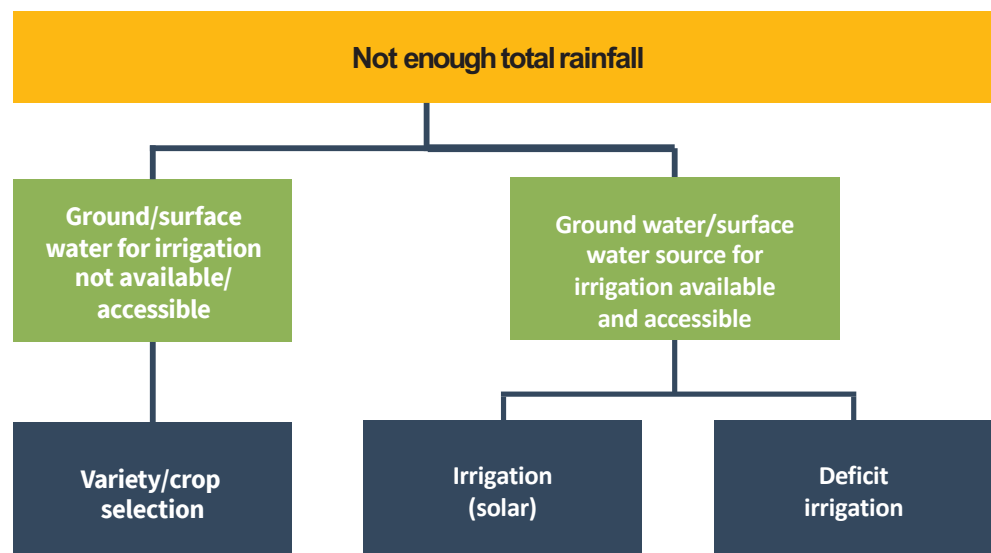 Not enough total rainfall
Ground/surface
water for irrigation
not available/
accessible
Ground water/surface
water source for
irrigation available
and accessible
Variety/crop
selection
Irrigation
(solar)
Deficit
irrigation